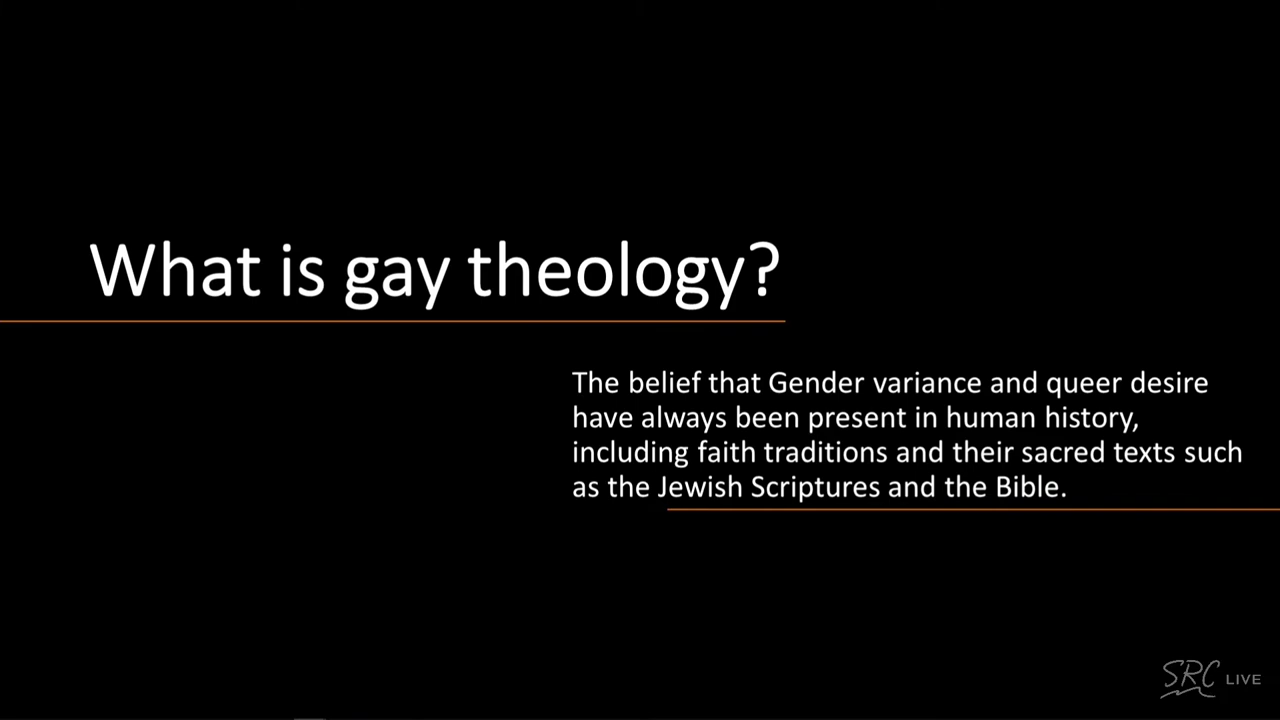 What is gay theology?
The belief that Gender variance and queer desire
have always been present in human history,
including faith traditions and their sacred texts such
as the Jewish Scriptures and the Bible.
SRC LIVE